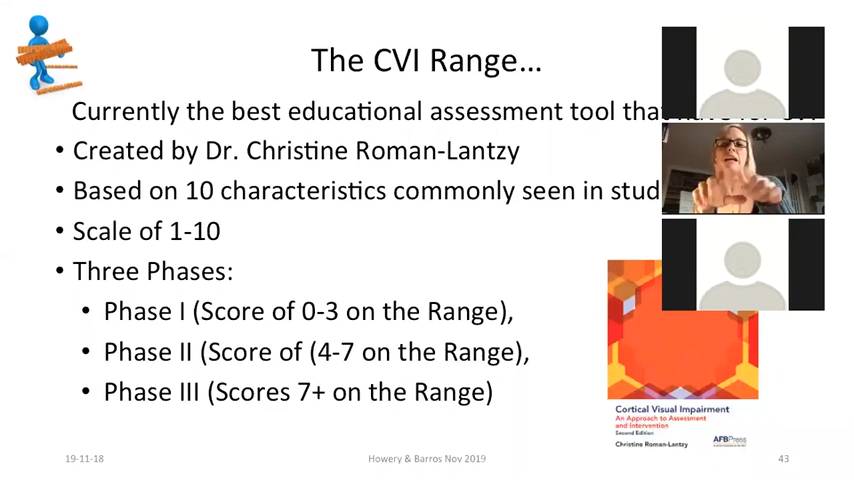 The CVI Range...
Currently the best educational assessment tool that
• Created by Dr. Christine Roman-Lantzy
• Based on 10 characteristics commonly seen in stud
• Scale of 1-10
• Three Phases:
• Phase I (Score of 0-3 on the Range),
• Phase II (Score of (4-7 on the Range),
• Phase III (Scores 7+ on the Range)
Cortical Visual Impairment
An Approach to Assessment
and Intervention
Second Edition
Christine Roman-Lantzy
AFBPress
19-11-18
Howery & Barros Nov 2019
43